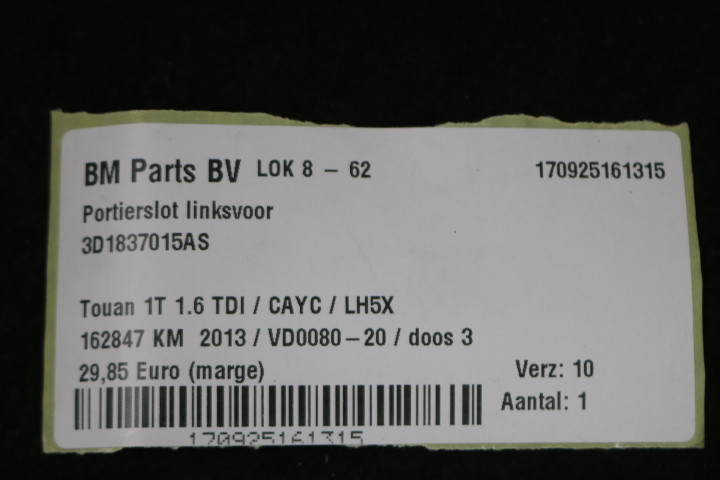 BM Parts BV LOK 8 – 62 170925161315
Portierslot linksvoor
3D1837015AS
Touan 1T 1.6 TDI / CAYC / LH5X
162847 KM 2013 / VD0080–20 / doos 3
29,85 Euro (marge) Verz: 10
Aantal: 1
170925161315